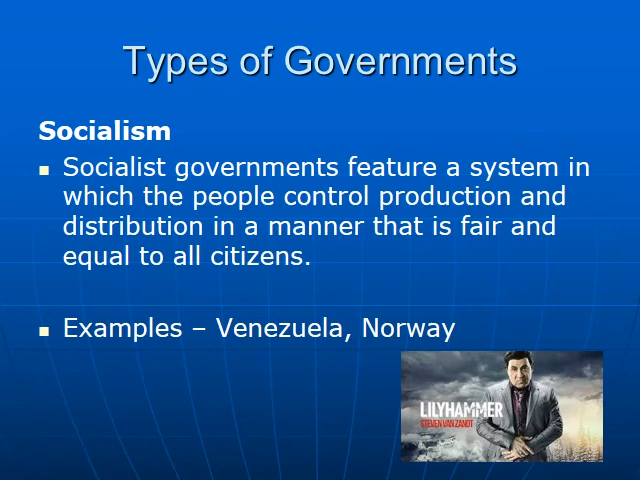 Types of Governments
Socialism
Socialist governments feature a system in
which the people control production and
distribution in a manner that is fair and
equal to all citizens.
Examples – Venezuela, Norway
LILYHAMMER
STEVEN VAN ZANDT